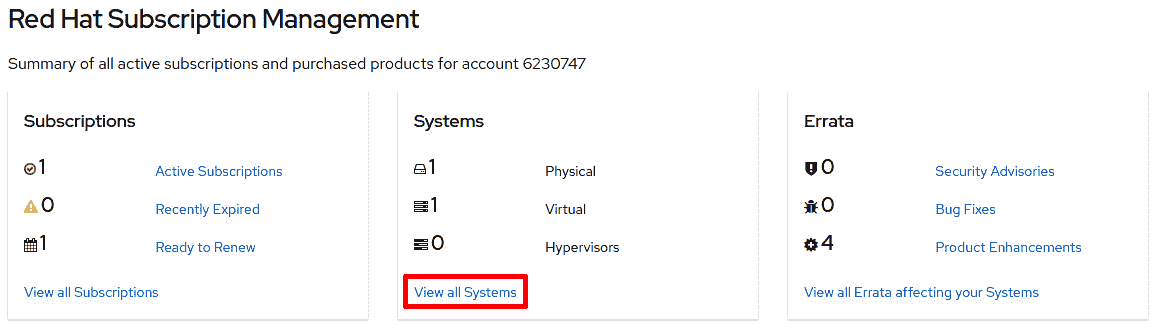 Red Hat Subscription Management
Summary of all active subscriptions and purchased products for account 6230747
Subscriptions
1 Active Subscriptions
0 Recently Expired
1 Ready to Renew
View all Subscriptions
Systems
1 Physical
1 Virtual
0 Hypervisors
View all Systems
Errata
0 Security Advisories
0 Bug Fixes
4 Product Enhancements
View all Errata affecting your Systems